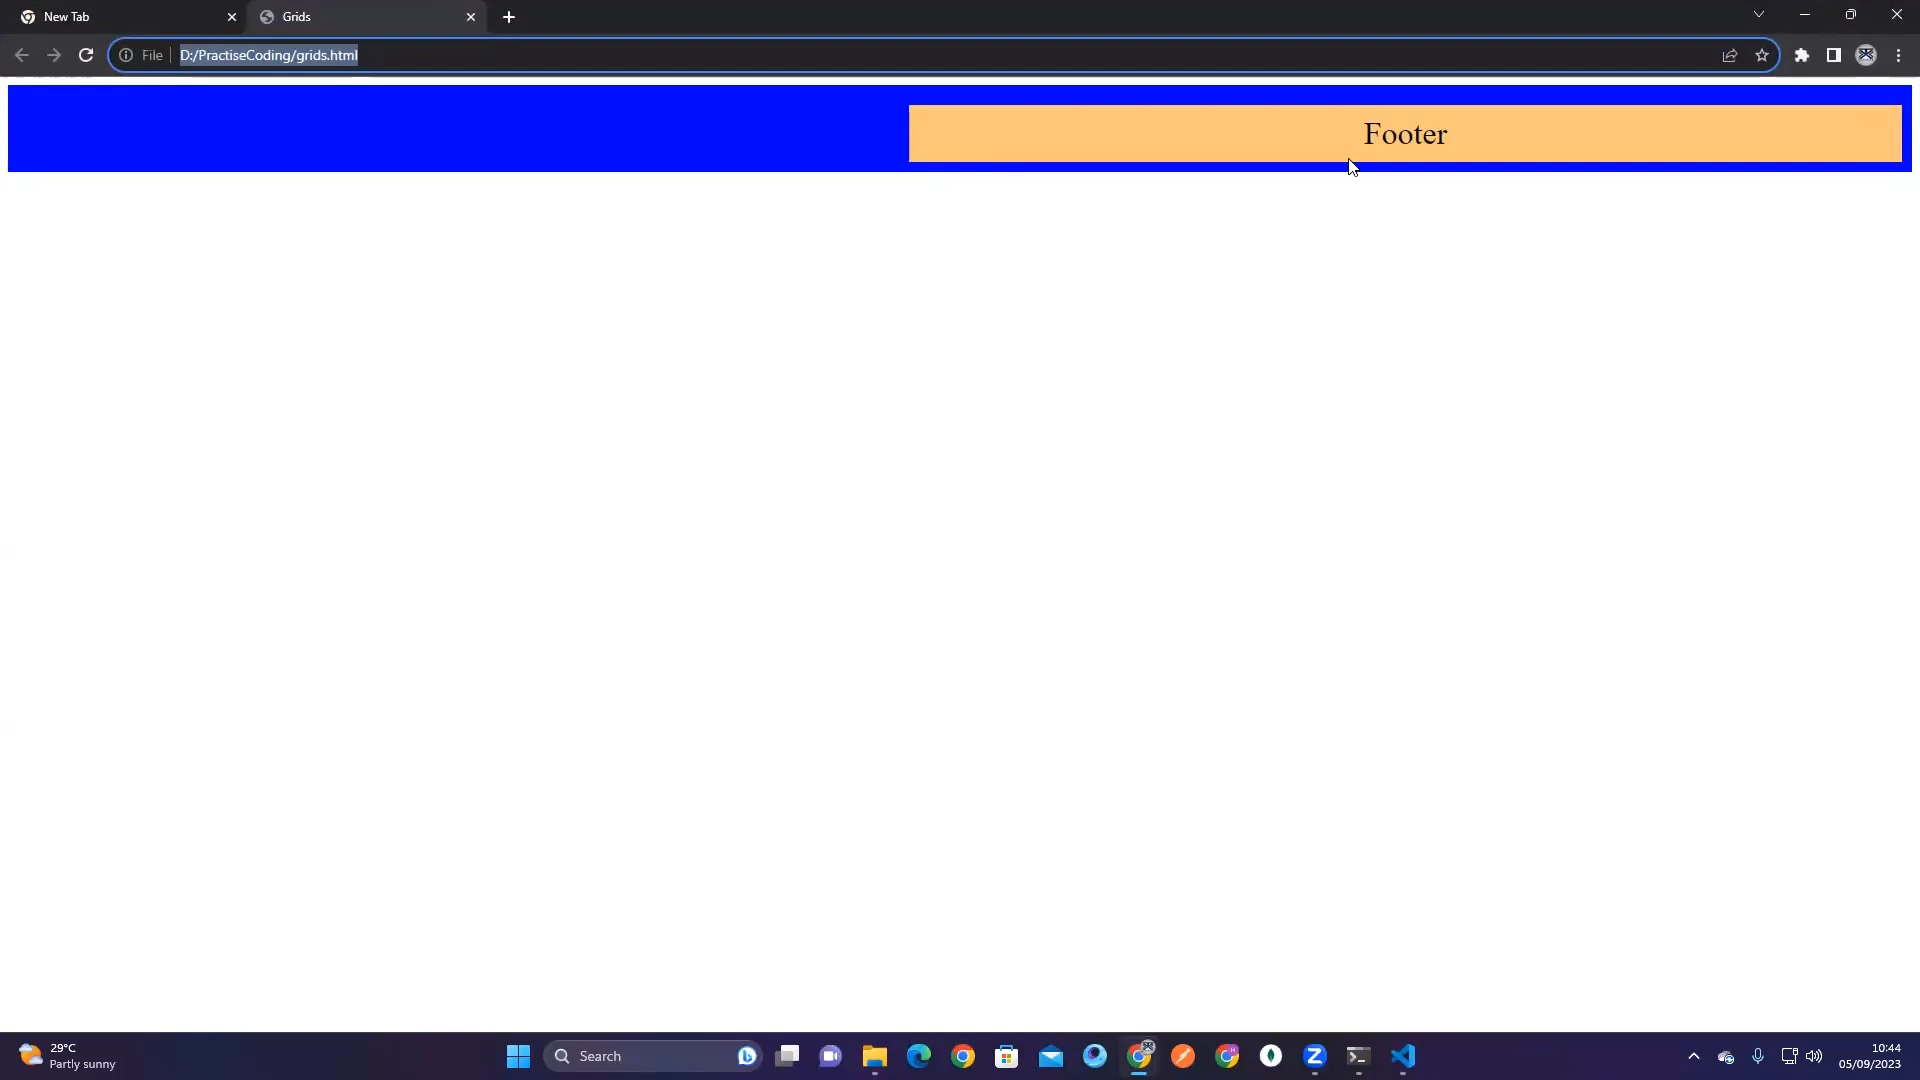 New Tab
Grids
File
D:/PractiseCoding/grids.html
Footer
29°C
Partly sunny
Search
10:44
05/09/2023